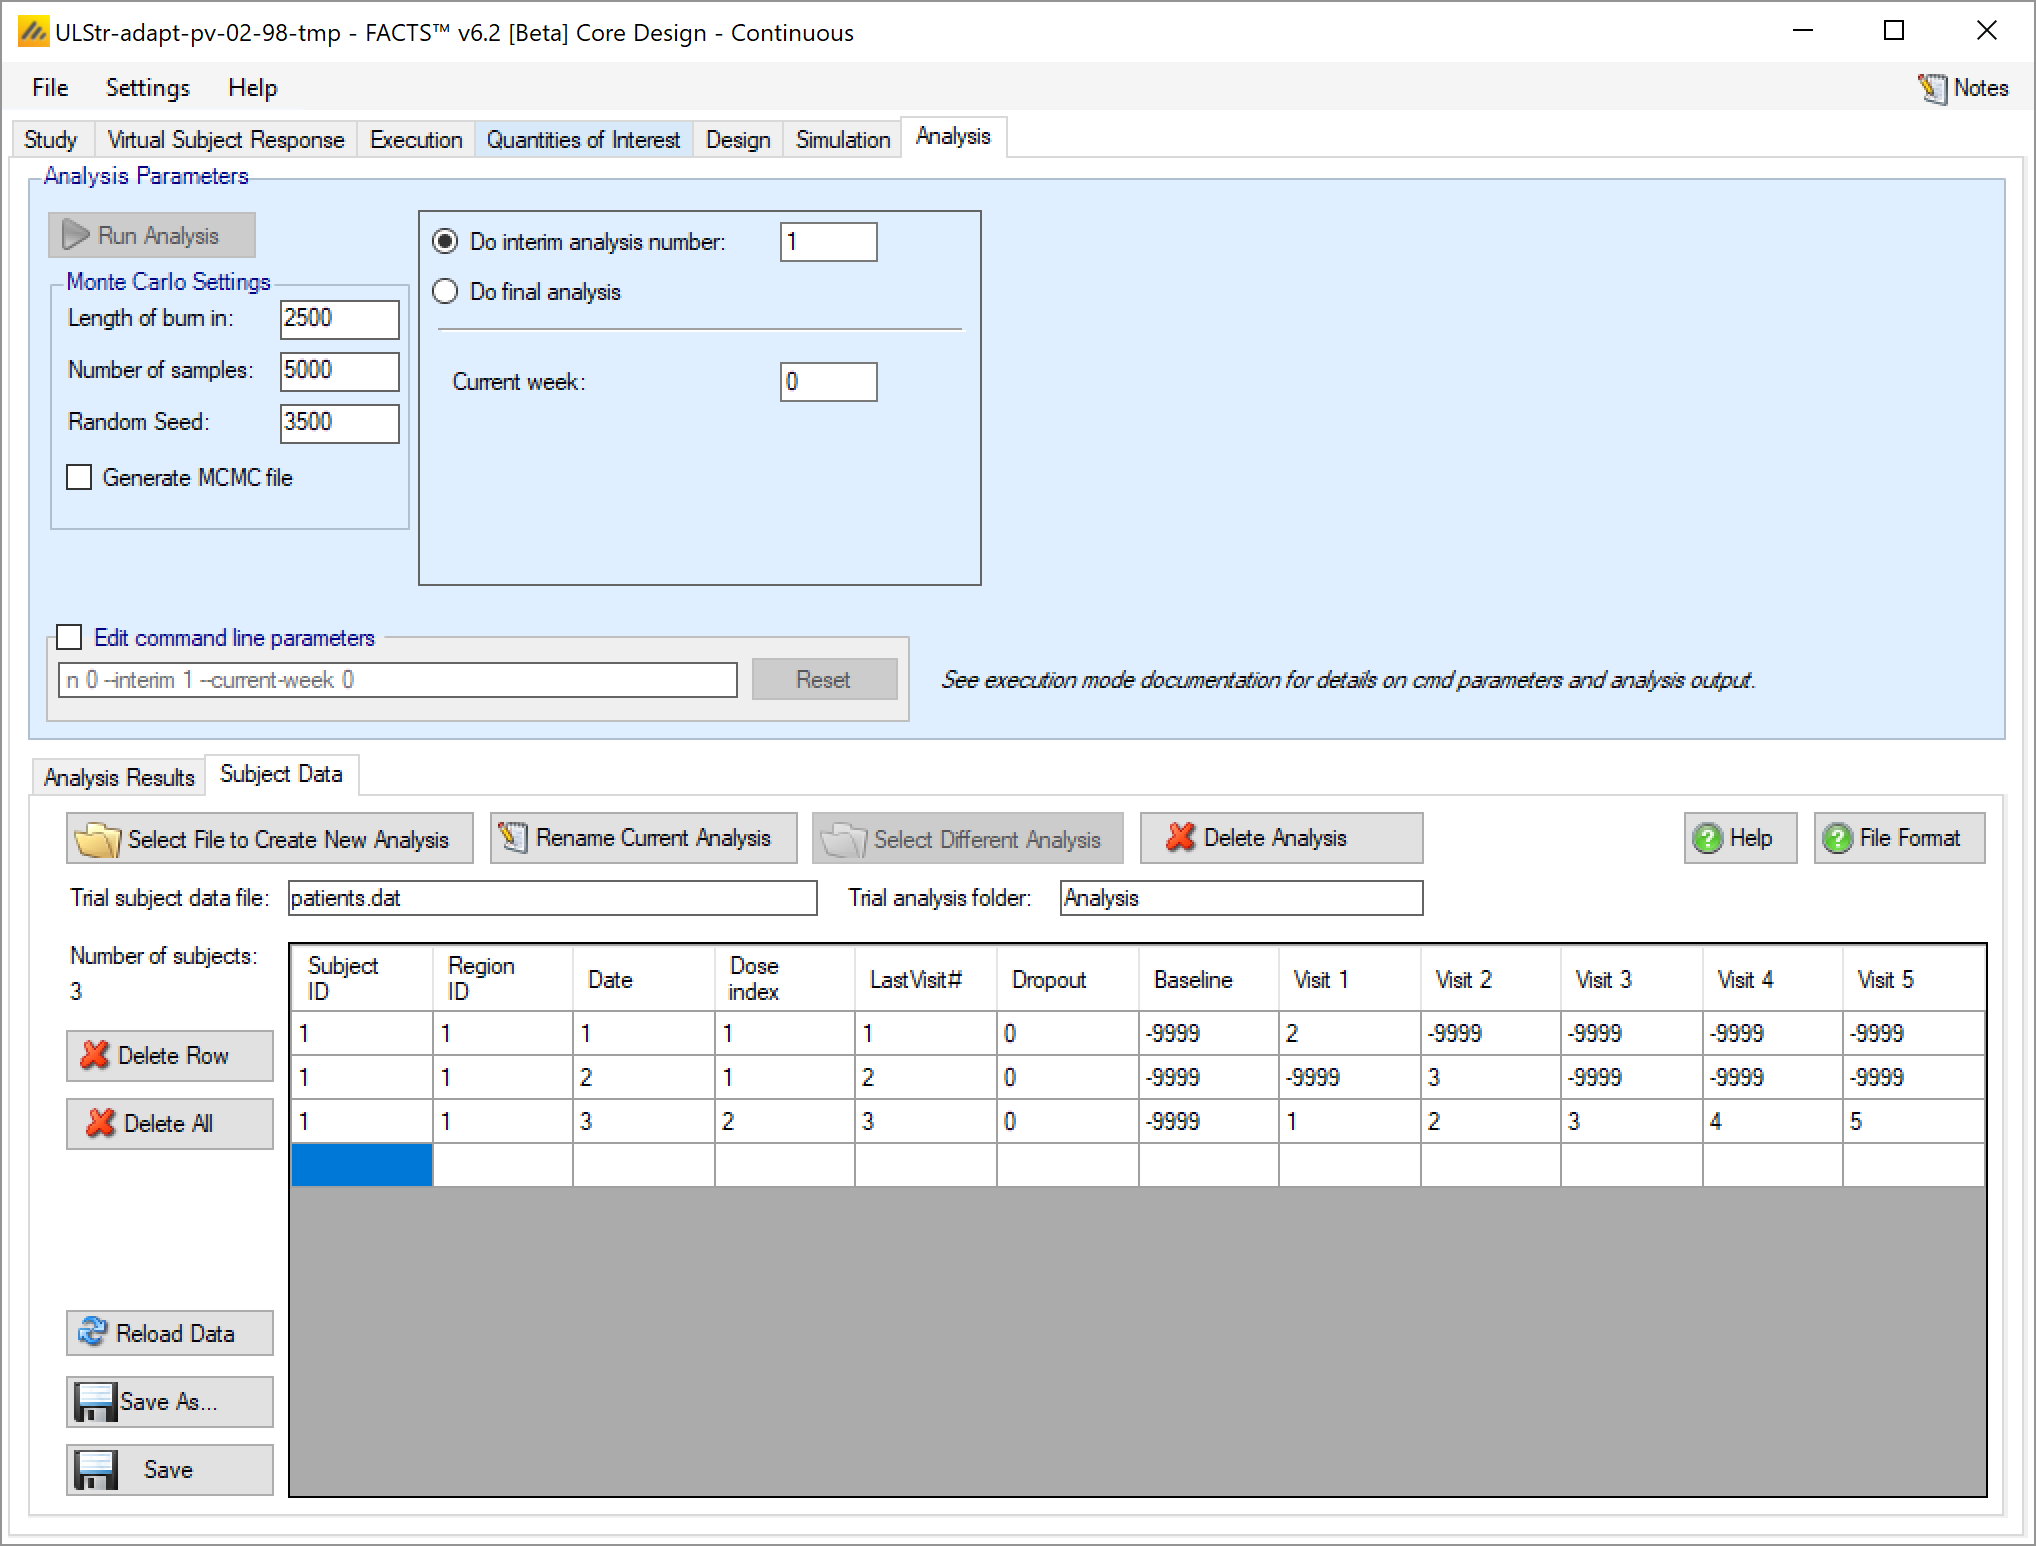 ULStr-adapt-pv-02-98-tmp - FACTS™ v6.2 [Beta] Core Design - Continuous
File Settings Help Notes
Study Virtual Subject Response Execution Quantities of Interest Design Simulation Analysis
Analysis Parameters
Run Analysis
Monte Carlo Settings
Length of burn in: 2500
Number of samples: 5000
Random Seed: 3500
Generate MCMC file
Do interim analysis number: 1
Do final analysis
Current week: 0
Edit command line parameters
n 0 --interim 1 --current-week 0 Reset See execution mode documentation for details on cmd parameters and analysis output.
Analysis Results Subject Data
Select File to Create New Analysis Rename Current Analysis Select Different Analysis Delete Analysis Help File Format
Trial subject data file: patients.dat Trial analysis folder: Analysis
Number of subjects:
3
Delete Row
Delete All
Reload Data
Save As...
Save
Subject ID Region ID Date Dose index LastVisit# Dropout Baseline Visit 1 Visit 2 Visit 3 Visit 4 Visit 5
1 1 1 1 1 0 -9999 2 -9999 -9999 -9999 -9999
1 1 2 1 2 0 -9999 -9999 3 -9999 -9999 -9999
1 1 3 2 3 0 -9999 1 2 3 4 5